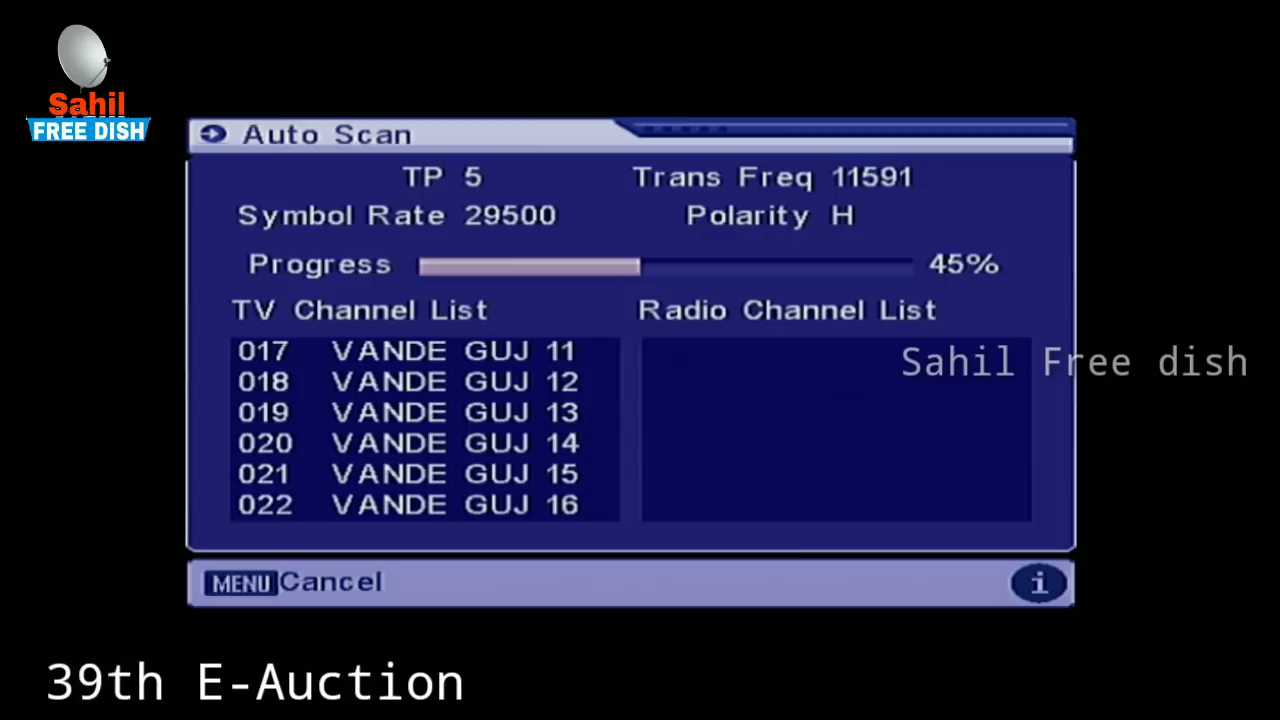 Sahil
FREE DISH
Auto Scan
TP 5 Trans Freq 11591
Symbol Rate 29500 Polarity H
Progress 45%
TV Channel List Radio Channel List
017 VANDE GUJ 11
Sahil Free dish
018 VANDE GUJ 12
019 VANDE GUJ 13
020 VANDE GUJ 14
021 VANDE GUJ 15
022 VANDE GUJ 16
MENU Cancel i
39th E-Auction